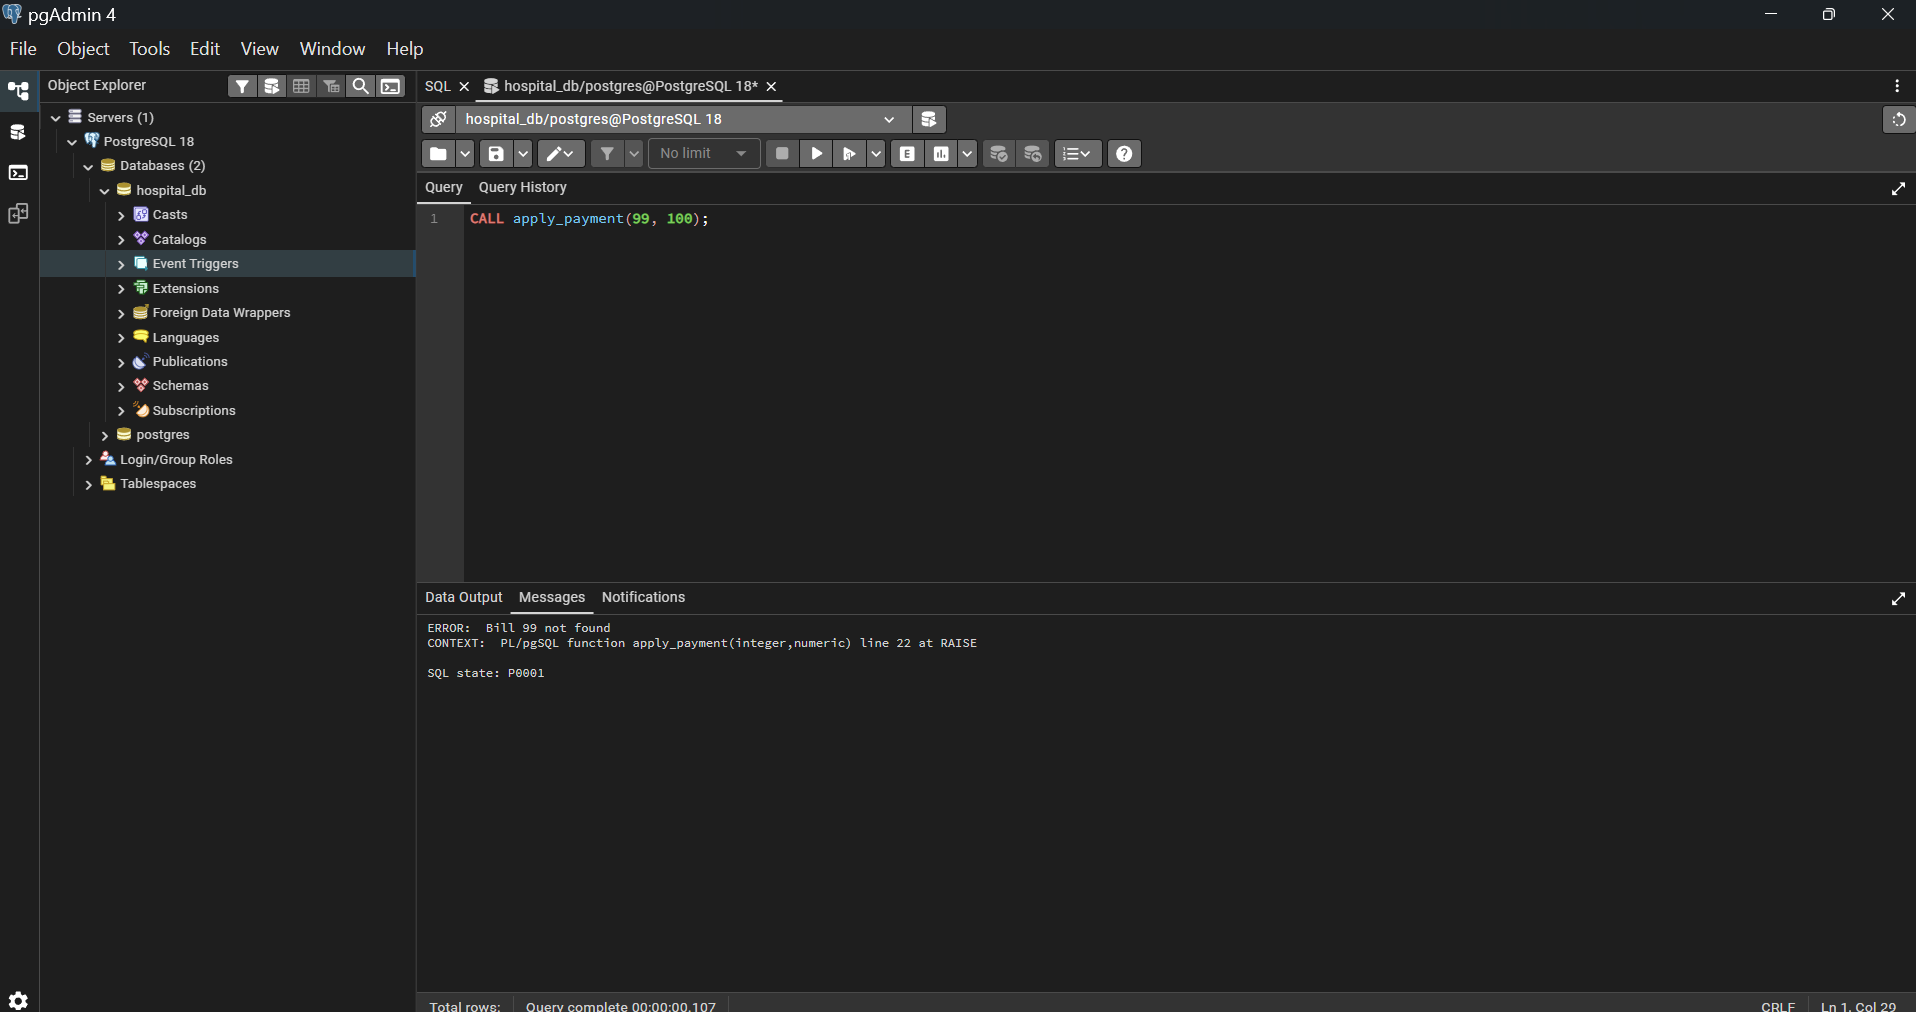 pgAdmin 4
File Object Tools Edit View Window Help
Object Explorer
SQL
hospital_db/postgres@PostgreSQL 18*
Servers (1)
hospital_db/postgres@PostgreSQL 18
PostgreSQL 18
No limit
E
Databases (2)
hospital_db
Query Query History
Casts
1 CALL apply_payment(99, 100);
Catalogs
Event Triggers
Extensions
Foreign Data Wrappers
Languages
Publications
Schemas
Subscriptions
postgres
Login/Group Roles
Tablespaces
Data Output Messages Notifications
ERROR:  Bill 99 not found
CONTEXT:  PL/pgSQL function apply_payment(integer,numeric) line 22 at RAISE
SQL state: P0001
Total rows: Query complete 00:00:00.107 CRLF Ln 1, Col 29